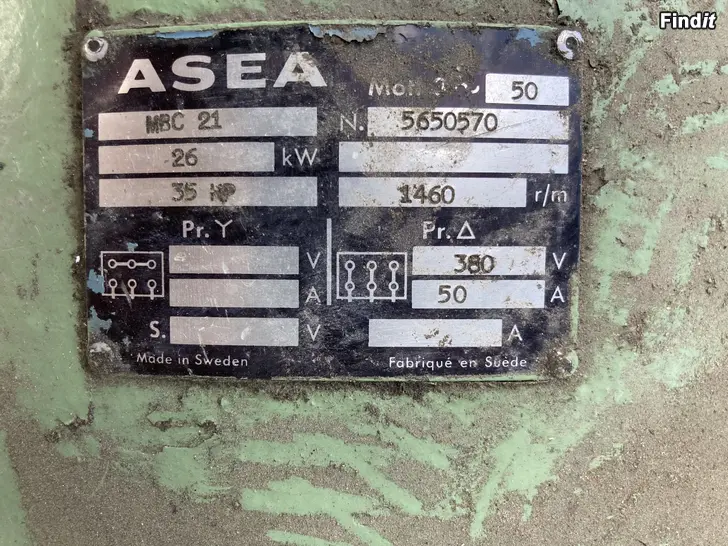 Findit
ASEA
50
MBC 21 N. 5650570
26 kW
35 HP 1460 r/m
Pr. Y Pr. Δ
V 380 V
A 50 A
S. V A
Made in Sweden Fabriqué en Suède